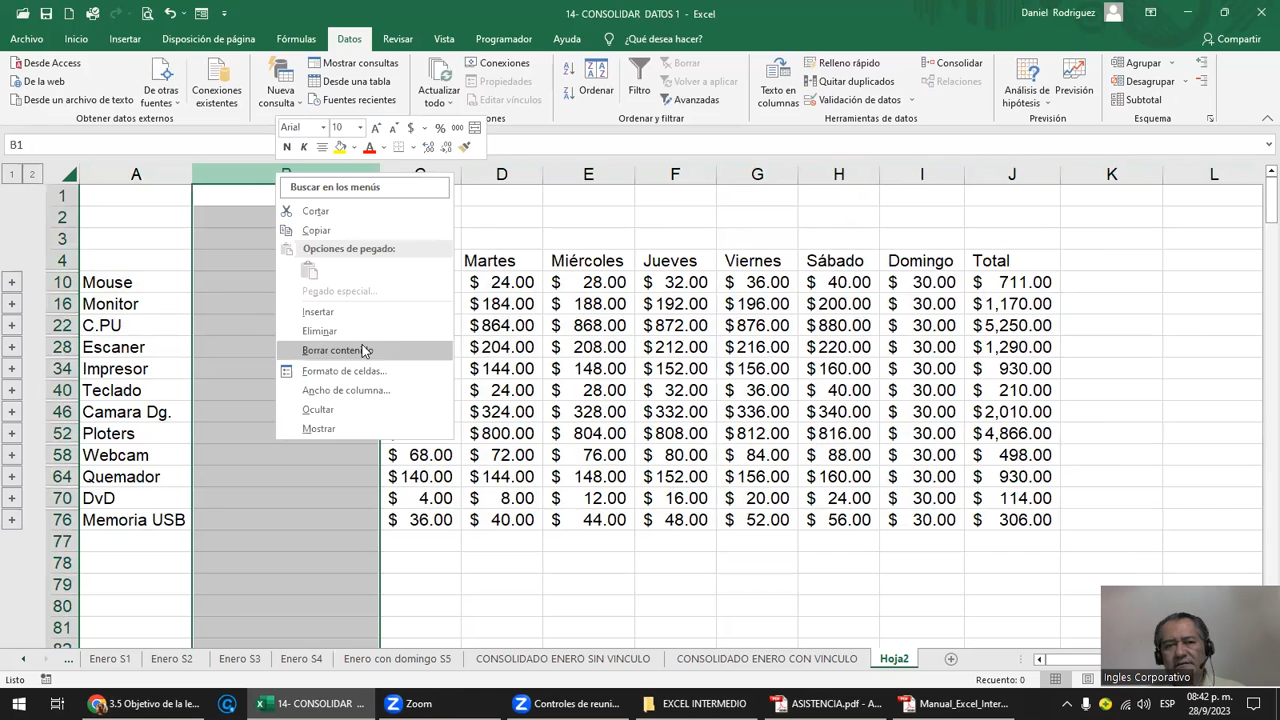 14- CONSOLIDAR DATOS 1 - Excel
Daniel Rodriguez
Archivo Inicio Insertar Disposición de página Fórmulas Datos Revisar Vista Programador Ayuda ¿Qué desea hacer? Compartir
Desde Access
De la web
Desde un archivo de texto
De otras fuentes
Conexiones existentes
Obtener datos externos
Nueva consulta
Mostrar consultas
Desde una tabla
Fuentes recientes
Actualizar todo
Conexiones
Propiedades
Editar vínculos
Ordenar
Filtro
Borrar
Volver a aplicar
Avanzadas
Ordenar y filtrar
Texto en columnas
Relleno rápido
Quitar duplicados
Validación de datos
Consolidar
Relaciones
Herramientas de datos
Análisis de hipótesis
Previsión
Previsión
Agrupar
Desagrupar
Subtotal
Esquema
Arial 10 $ % 000
N K A
B1
1 2 A D E F G H I J K L
1
2
3
4 Martes Miércoles Jueves Viernes Sábado Domingo Total
10 Mouse $ 24.00 $ 28.00 $ 32.00 $ 36.00 $ 40.00 $ 30.00 $ 711.00
16 Monitor $184.00 $188.00 $192.00 $196.00 $200.00 $ 30.00 $1,170.00
22 C.PU $864.00 $868.00 $872.00 $876.00 $880.00 $ 30.00 $5,250.00
28 Escaner $204.00 $208.00 $212.00 $216.00 $220.00 $ 30.00 $1,290.00
34 Impresor $144.00 $148.00 $152.00 $156.00 $160.00 $ 30.00 $ 930.00
40 Teclado $ 24.00 $ 28.00 $ 32.00 $ 36.00 $ 40.00 $ 30.00 $ 210.00
46 Camara Dg. $324.00 $328.00 $332.00 $336.00 $340.00 $ 30.00 $2,010.00
52 Ploters $800.00 $804.00 $808.00 $812.00 $816.00 $ 30.00 $4,866.00
58 Webcam $ 68.00 $ 72.00 $ 76.00 $ 80.00 $ 84.00 $ 88.00 $ 30.00 $ 498.00
64 Quemador $140.00 $144.00 $148.00 $152.00 $156.00 $160.00 $ 30.00 $ 930.00
70 DvD $ 4.00 $ 8.00 $ 12.00 $ 16.00 $ 20.00 $ 24.00 $ 30.00 $ 114.00
76 Memoria USB $ 36.00 $ 40.00 $ 44.00 $ 48.00 $ 52.00 $ 56.00 $ 30.00 $ 306.00
77
78
79
80
81
Buscar en los menús
Cortar
Copiar
Opciones de pegado:
Pegado especial...
Insertar
Eliminar
Borrar contenido
Formato de celdas...
Ancho de columna...
Ocultar
Mostrar
... Enero S1 Enero S2 Enero S3 Enero S4 Enero con domingo S5 CONSOLIDADO ENERO SIN VINCULO CONSOLIDADO ENERO CON VINCULO Hoja2
Ingles Corporativo
Listo Recuento: 0
3.5 Objetivo de la le... 14- CONSOLIDAR ... Zoom Controles de reuni... EXCEL INTERMEDIO ASISTENCIA.pdf - A... Manual_Excel_Inter... ESP 08:42 p. m.
28/9/2023